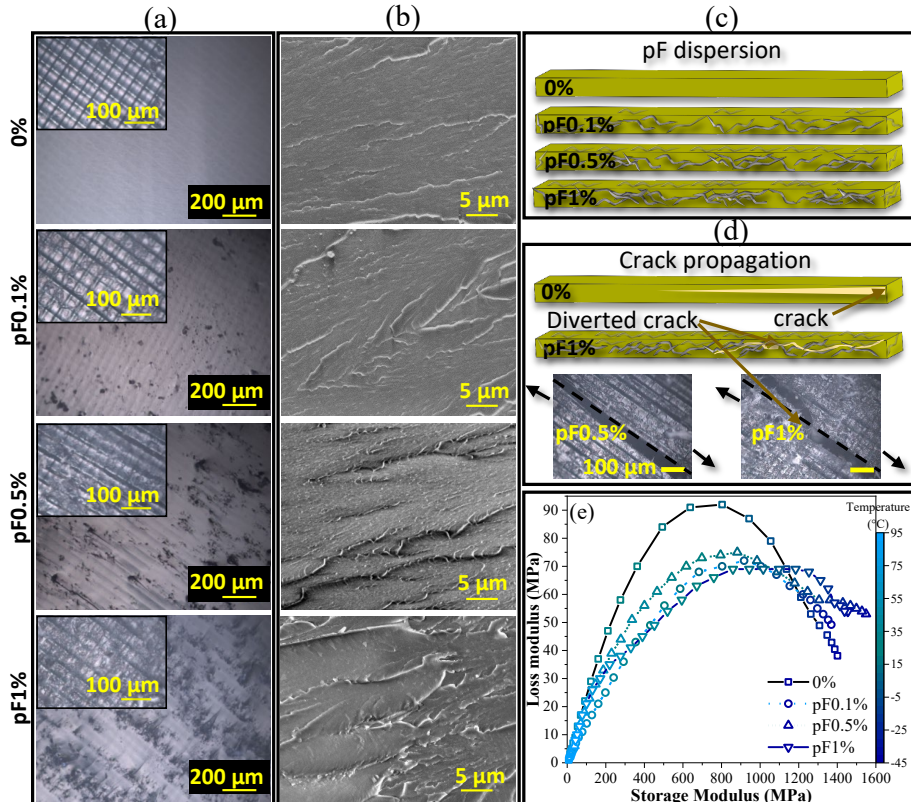 (a)
(b)
(c)
0%
100 µm
200 µm
5 µm
pF0.1%
100 µm
200 µm
5 µm
pF0.5%
100 µm
200 µm
5 µm
pF1%
100 µm
200 µm
5 µm
pF dispersion
0%
pF0.1%
pF0.5%
pF1%
(d)
Crack propagation
0%
Diverted crack
crack
pF1%
pF0.5%
100 µm
pF1%
(e)
Loss modulus (MPa)
90
80
70
60
50
40
30
20
10
0
0 200 400 600 800 1000 1200 1400 1600
Storage Modulus (MPa)
0%
pF0.1%
pF0.5%
pF1%
Temperature
(°C)
95
75
55
35
15
-5
-25
-45